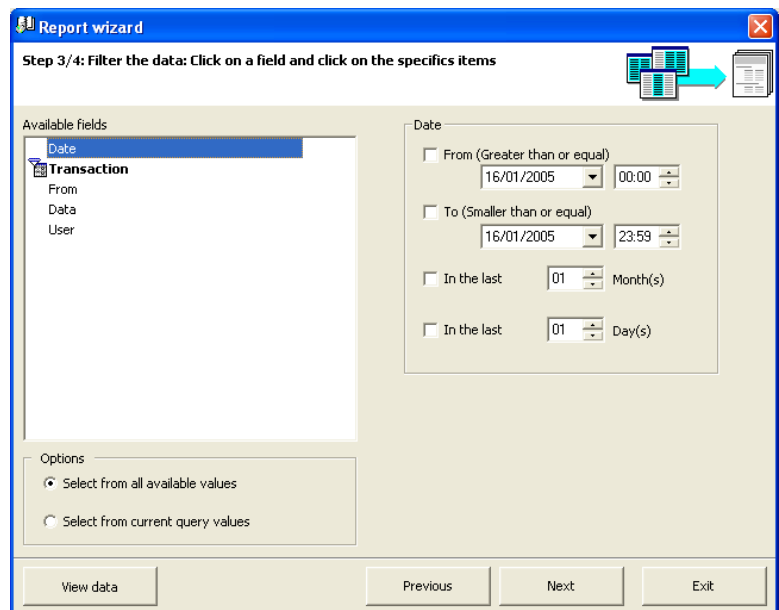 Report wizard
Step 3/4: Filter the data: Click on a field and click on the specifics items
Available fields
Date
Transaction
From
Data
User
Options
Select from all available values
Select from current query values
Date
From (Greater than or equal)
16/01/2005 00:00
To (Smaller than or equal)
16/01/2005 23:59
In the last 01 Month(s)
In the last 01 Day(s)
View data Previous Next Exit